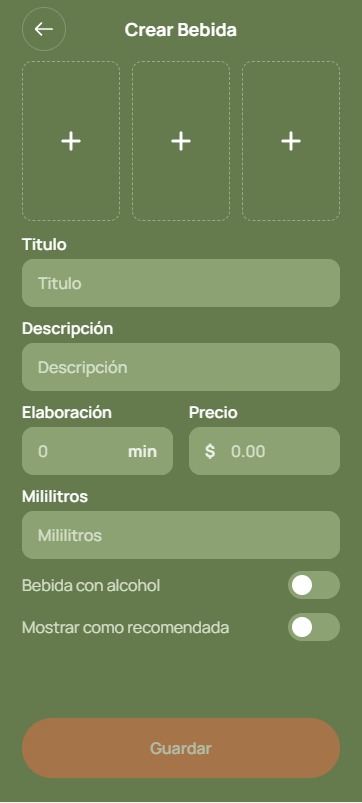 Crear Bebida
Titulo
Titulo
Descripción
Descripción
Elaboración Precio
0 min $ 0.00
Mililitros
Mililitros
Bebida con alcohol
Mostrar como recomendada
Guardar